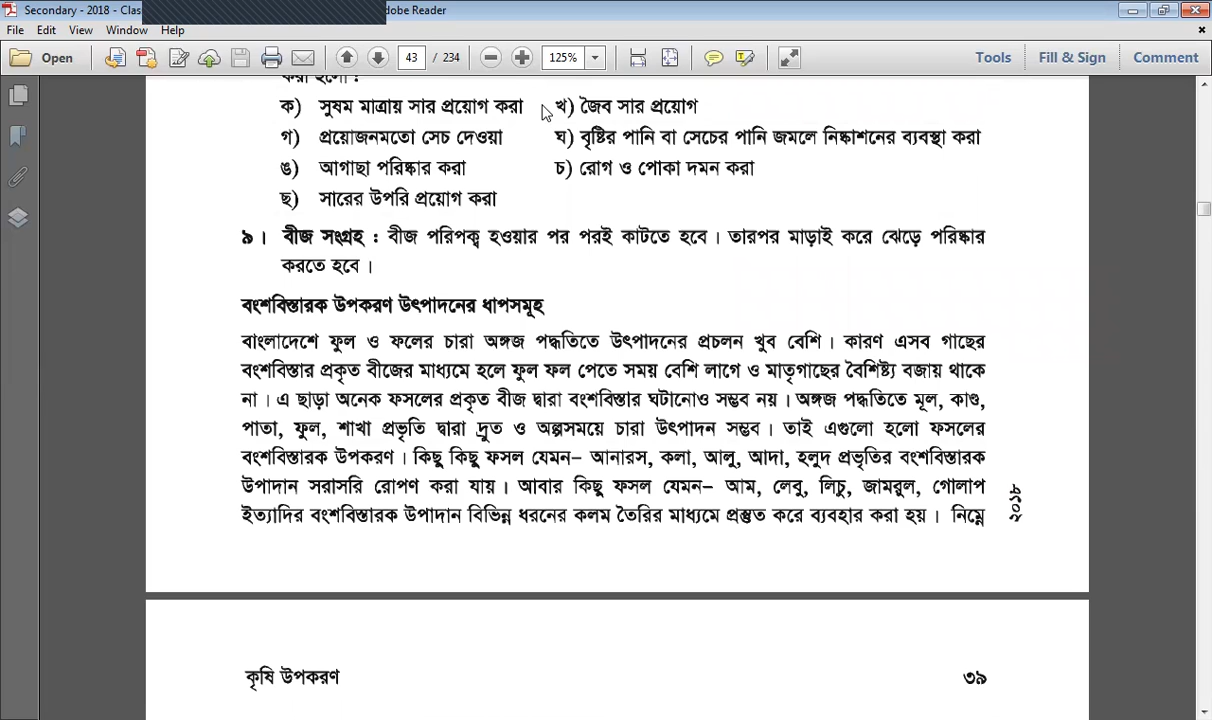 Secondary - 2018 - Clas
dobe Reader
File Edit View Window Help
Open 43 / 234 125% Tools Fill & Sign Comment
করা হলো :
ক) সুষম মাত্রায় সার প্রয়োগ করা খ) জৈব সার প্রয়োগ
গ) প্রয়োজনমতো সেচ দেওয়া ঘ) বৃষ্টির পানি বা সেচের পানি জমলে নিষ্কাশনের ব্যবস্থা করা
ঙ) আগাছা পরিষ্কার করা চ) রোগ ও পোকা দমন করা
ছ) সারের উপরি প্রয়োগ করা
৯। বীজ সংগ্রহ : বীজ পরিপক্ব হওয়ার পর পরই কাটতে হবে। তারপর মাড়াই করে ঝেড়ে পরিষ্কার
করতে হবে।
বংশবিস্তারক উপকরণ উৎপাদনের ধাপসমূহ
বাংলাদেশে ফুল ও ফলের চারা অঙ্গজ পদ্ধতিতে উৎপাদনের প্রচলন খুব বেশি। কারণ এসব গাছের
বংশবিস্তার প্রকৃত বীজের মাধ্যমে হলে ফুল ফল পেতে সময় বেশি লাগে ও মাতৃগাছের বৈশিষ্ট্য বজায় থাকে
না। এ ছাড়া অনেক ফসলের প্রকৃত বীজ দ্বারা বংশবিস্তার ঘটানোও সম্ভব নয়। অঙ্গজ পদ্ধতিতে মূল, কাণ্ড,
পাতা, ফুল, শাখা প্রভৃতি দ্বারা দ্রুত ও অল্পসময়ে চারা উৎপাদন সম্ভব। তাই এগুলো হলো ফসলের
বংশবিস্তারক উপকরণ। কিছু কিছু ফসল যেমন– আনারস, কলা, আলু, আদা, হলুদ প্রভৃতির বংশবিস্তারক
উপাদান সরাসরি রোপণ করা যায়। আবার কিছু ফসল যেমন– আম, লেবু, লিচু, জামরুল, গোলাপ
ইত্যাদির বংশবিস্তারক উপাদান বিভিন্ন ধরনের কলম তৈরির মাধ্যমে প্রস্তুত করে ব্যবহার করা হয়। নিম্নে
২০১৮
কৃষি উপকরণ ৩৯